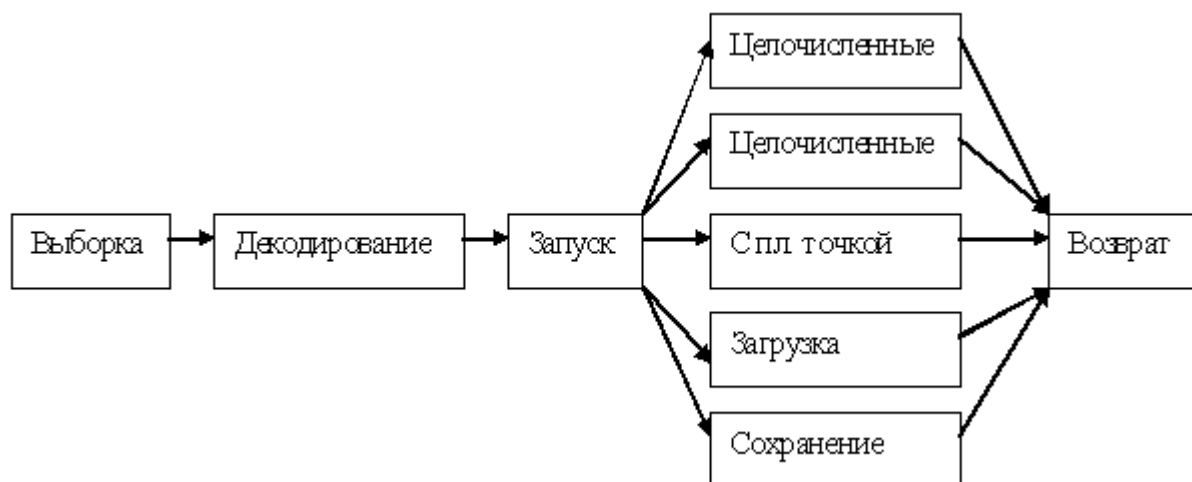 Целочисленные
Целочисленные
Выборка
Декодирование
Запуск
С пл. точкой
Возврат
Загрузка
Сохранение